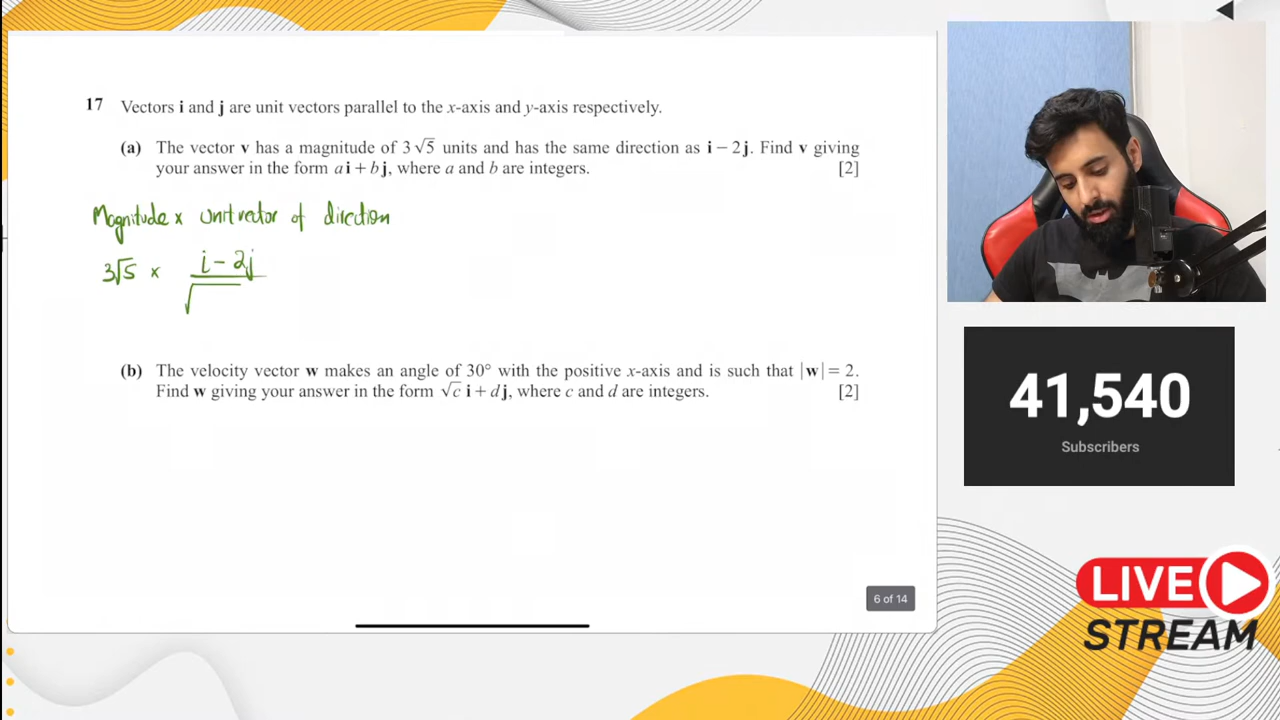 17 Vectors i and j are unit vectors parallel to the x-axis and y-axis respectively.
(a) The vector v has a magnitude of 3√5 units and has the same direction as i − 2j. Find v giving
your answer in the form ai + bj, where a and b are integers. [2]
Magnitude x unit vector of direction
3√5 × i − 2j
√
(b) The velocity vector w makes an angle of 30° with the positive x-axis and is such that |w| = 2.
Find w giving your answer in the form √c i + dj, where c and d are integers. [2]
6 of 14
41,540
Subscribers
LIVE
STREAM